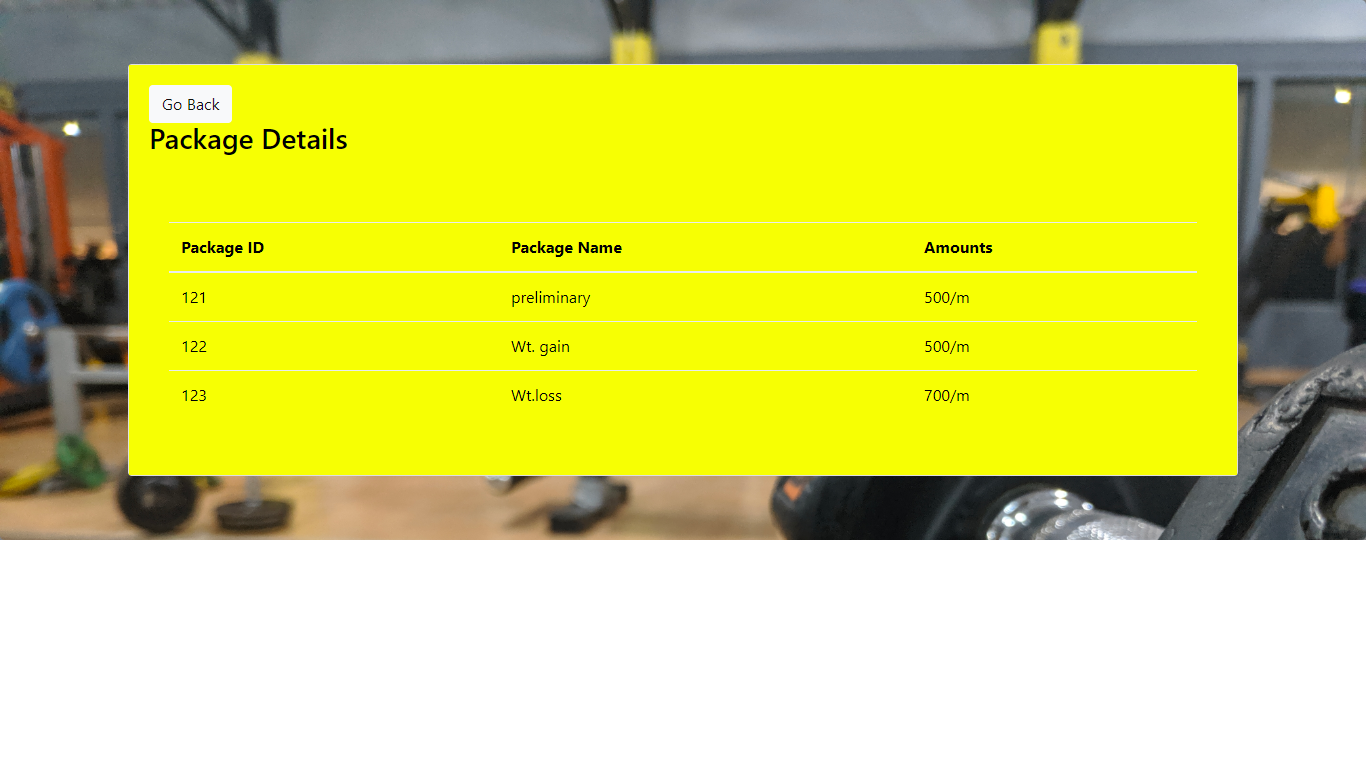 Go Back
Package Details
Package ID Package Name Amounts
121 preliminary 500/m
122 Wt. gain 500/m
123 Wt.loss 700/m